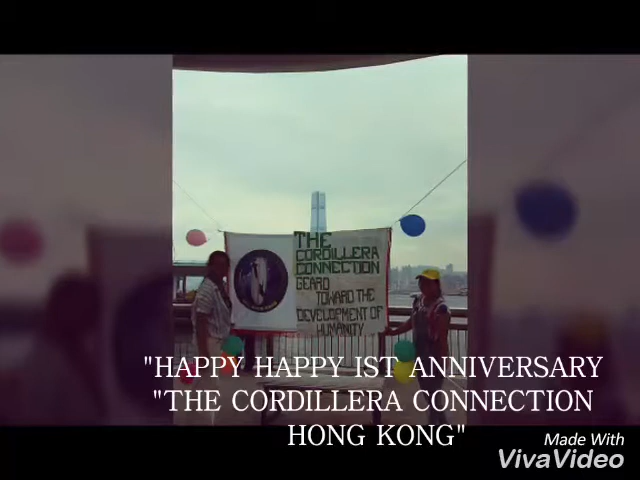 THE
CORDILLERA
CONNECTION
GEARD
TOWARD THE
DEVELOPMENT OF
HUMANITY
"HAPPY HAPPY IST ANNIVERSARY
"THE CORDILLERA CONNECTION
HONG KONG"
Made With
VivaVideo